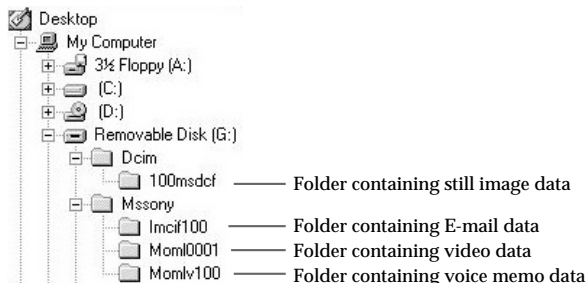 Desktop
My Computer
3½ Floppy (A:)
(C:)
(D:)
Removable Disk (G:)
Dcim
100msdcf Folder containing still image data
Mssony
Imcif100 Folder containing E-mail data
Moml0001 Folder containing video data
Momlv100 Folder containing voice memo data